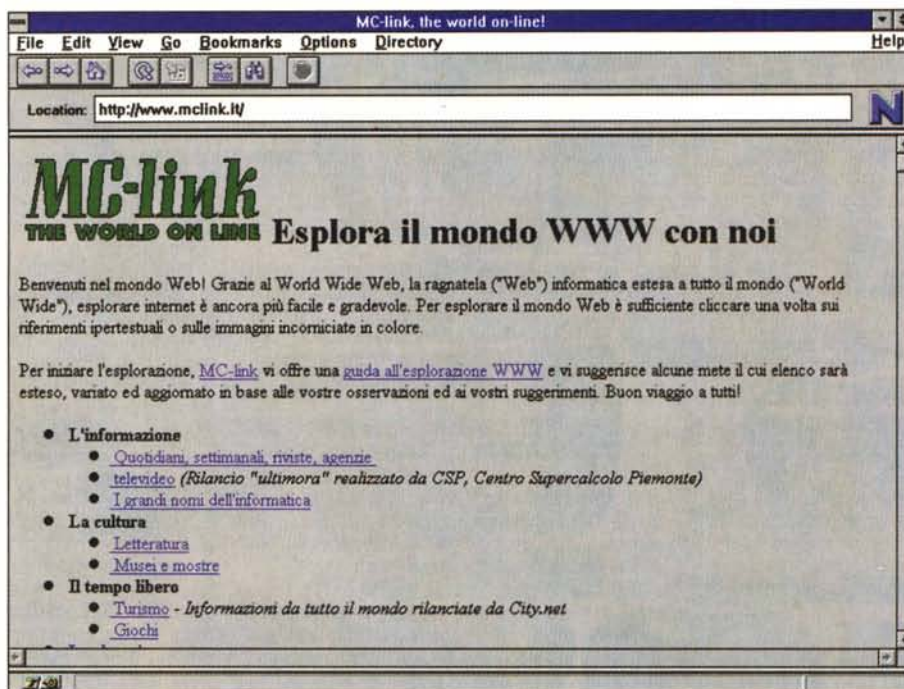 MC-link, the world on-line!
File Edit View Go Bookmarks Options Directory Help
Location: http://www.mclink.it/
N
MC-link
THE WORLD ON LINE
Esplora il mondo WWW con noi
Benvenuti nel mondo Web! Grazie al World Wide Web, la ragnatela ("Web") informatica estesa a tutto il mondo ("World
Wide"), esplorare internet è ancora più facile e gradevole. Per esplorare il mondo Web è sufficiente cliccare una volta sui
riferimenti ipertestuali o sulle immagini incorniciate in colore.
Per iniziare l'esplorazione, MC-link vi offre una guida all'esplorazione WWW e vi suggerisce alcune mete il cui elenco sarà
esteso, variato ed aggiornato in base alle vostre osservazioni ed ai vostri suggerimenti. Buon viaggio a tutti!
L'informazione
Quotidiani, settimanali, riviste, agenzie
televideo (Rilancio "ultimora" realizzato da CSP, Centro Supercalcolo Piemonte)
I grandi nomi dell'informatica
La cultura
Letteratura
Musei e mostre
Il tempo libero
Turismo - Informazioni da tutto il mondo rilanciate da City.net
Giochi